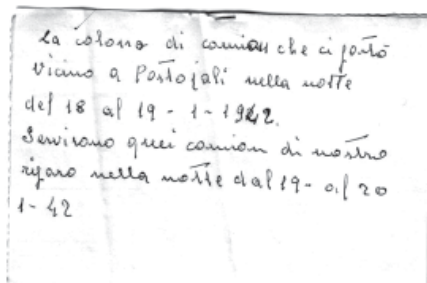 La colonna di camion che ci portò
vicino a Postojali nella notte
del 18 al 19 - 1 - 1942.
Servirono quei camion di nostro
riparo nella notte dal 19 - al 20
1 - 42